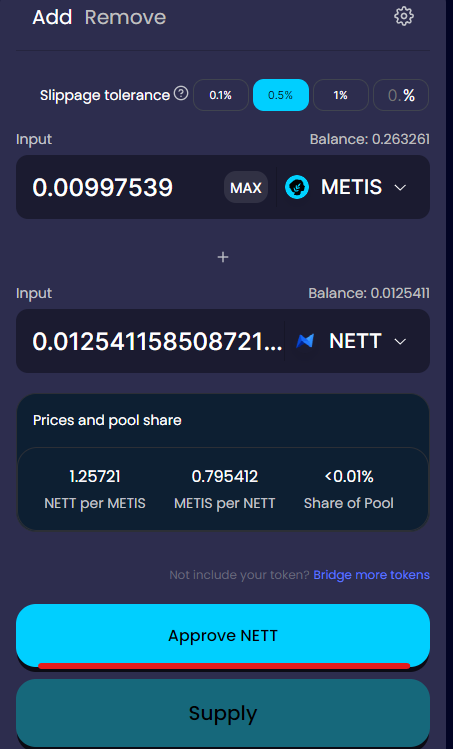 Add Remove
Slippage tolerance ? 0.1% 0.5% 1% 0.%
Input Balance: 0.263261
0.00997539 MAX METIS
+
Input Balance: 0.0125411
0.012541158508721... NETT
Prices and pool share
1.25721 0.795412 <0.01%
NETT per METIS METIS per NETT Share of Pool
Not include your token? Bridge more tokens
Approve NETT
Supply